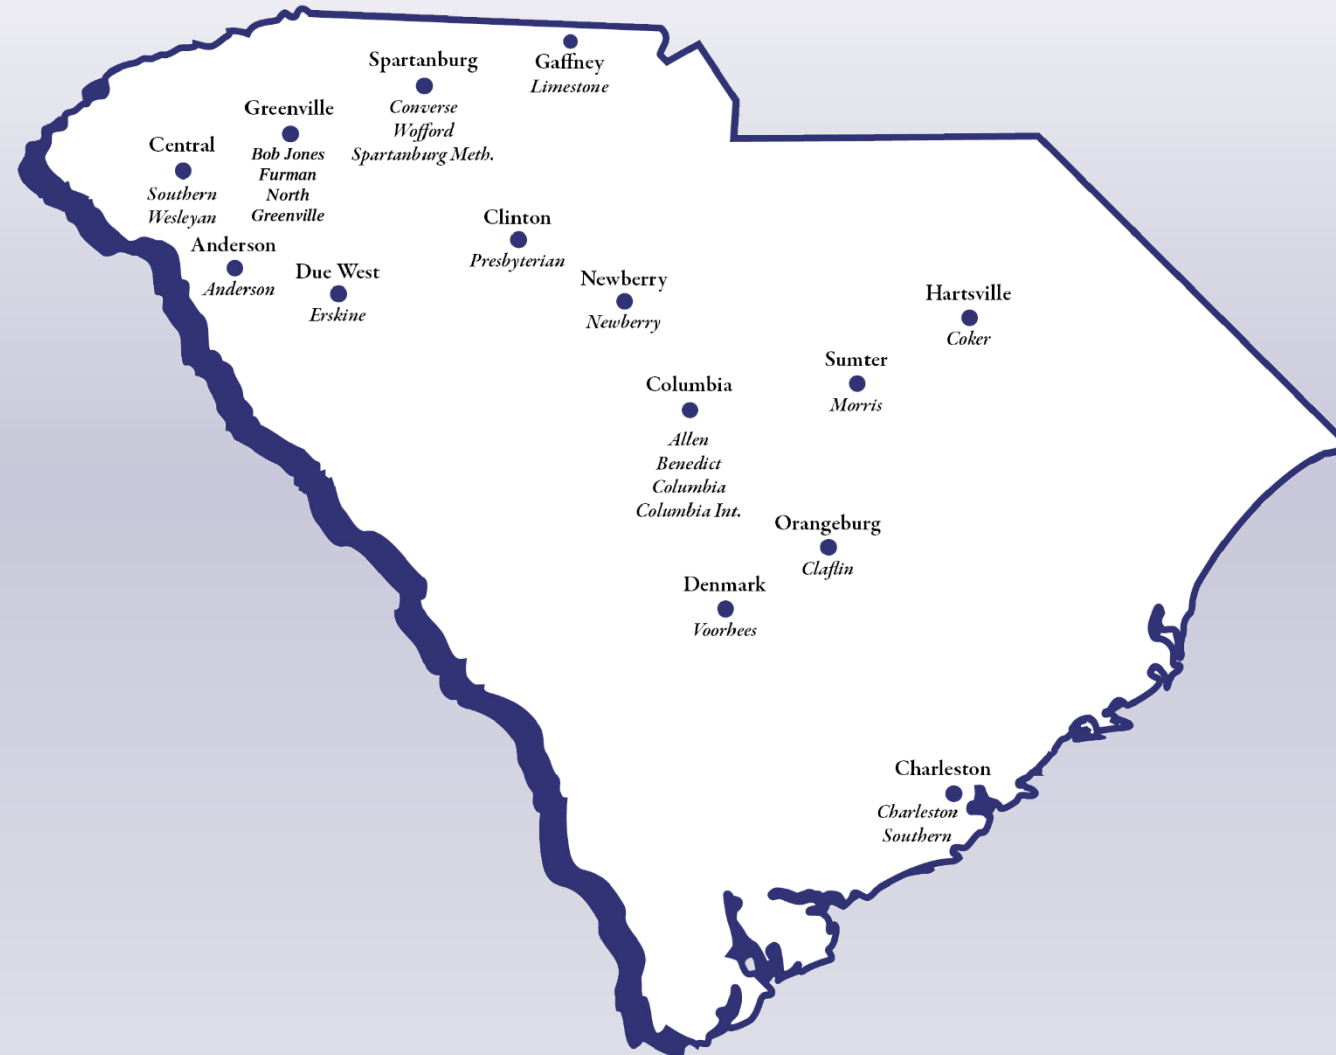 Gaffney
Limestone
Spartanburg
Converse
Wofford
Spartanburg Meth.
Greenville
Bob Jones
Furman
North
Greenville
Central
Southern
Wesleyan
Clinton
Presbyterian
Anderson
Anderson
Due West
Erskine
Newberry
Newberry
Hartsville
Coker
Sumter
Morris
Columbia
Allen
Benedict
Columbia
Columbia Int.
Orangeburg
Claflin
Denmark
Voorhees
Charleston
Charleston
Southern